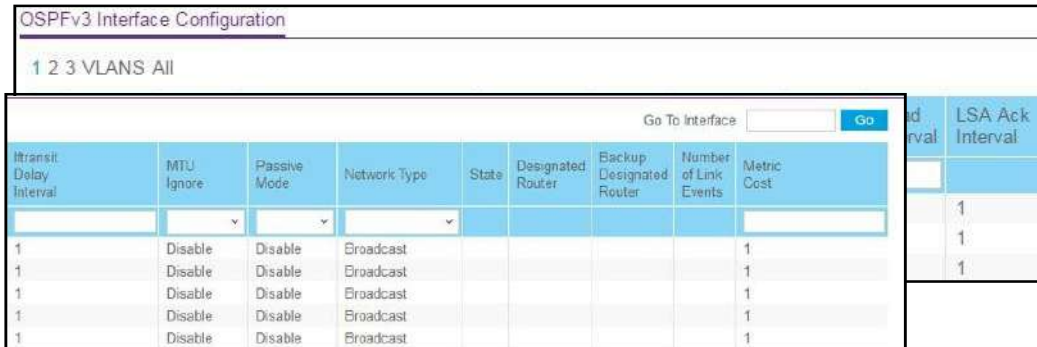 OSPFv3 Interface Configuration
1 2 3 VLANS All
Go To Interface Go
Iftransit Delay Interval MTU Ignore Passive Mode Network Type State Designated Router Backup Designated Router Number of Link Events Metric Cost
LSA Ack Interval
1 Disable Disable Broadcast 1
1 Disable Disable Broadcast 1
1 Disable Disable Broadcast 1
1 Disable Disable Broadcast 1
1 Disable Disable Broadcast 1
1
1
1